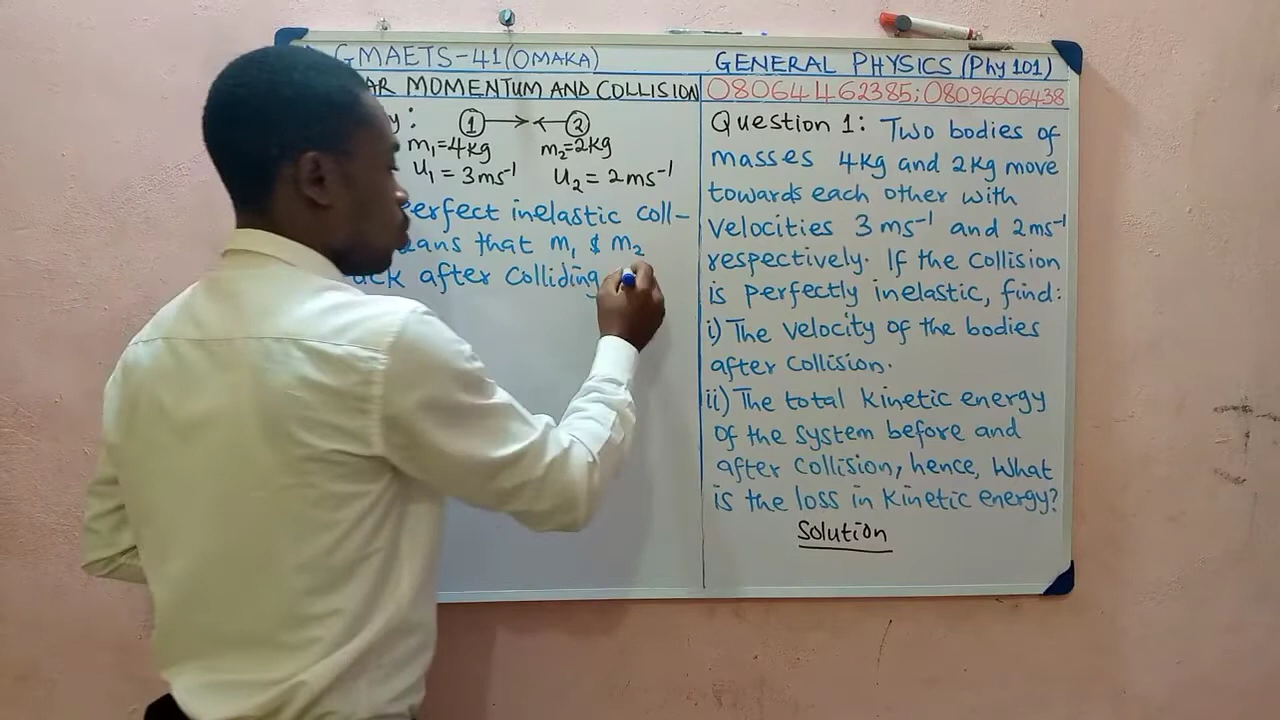 GMAETS-41(OMAKA)
GENERAL PHYSICS (Phy 101)
MOMENTUM AND COLLISION
08064462385; 08096606438
1 2
m₁=4kg m₂=2kg
u₁ = 3ms⁻¹ u₂ = 2ms⁻¹
inelastic coll-
that m₁ & m₂
after colliding
Question 1: Two bodies of
masses 4kg and 2kg move
towards each other with
velocities 3ms⁻¹ and 2ms⁻¹
respectively. If the collision
is perfectly inelastic, find:
i) The velocity of the bodies
after collision.
ii) The total kinetic energy
of the system before and
after collision, hence, what
is the loss in kinetic energy?
Solution